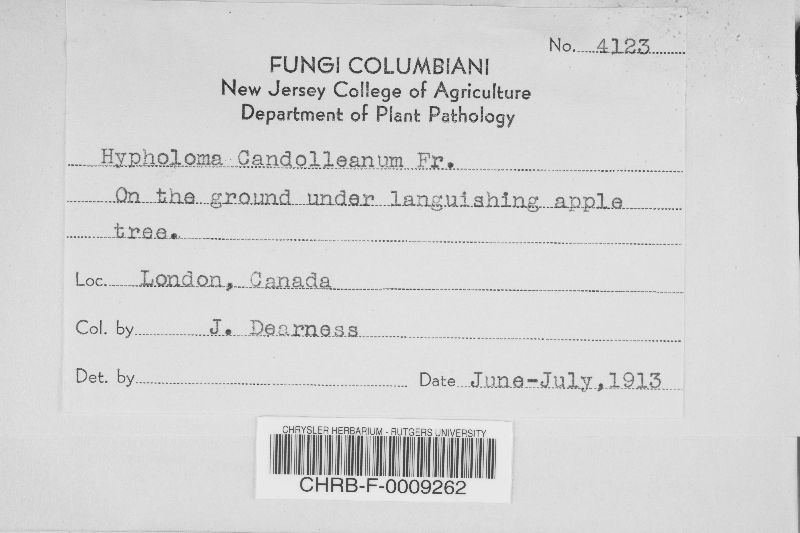 No. 4123
FUNGI COLUMBIANI
New Jersey College of Agriculture
Department of Plant Pathology
Hypholoma Candolleanum Fr.
On the ground under languishing apple
tree.
Loc. London, Canada
Col. by J. Dearness
Det. by
Date June-July, 1913
CHRYSLER HERBARIUM - RUTGERS UNIVERSITY
CHRB-F-0009262